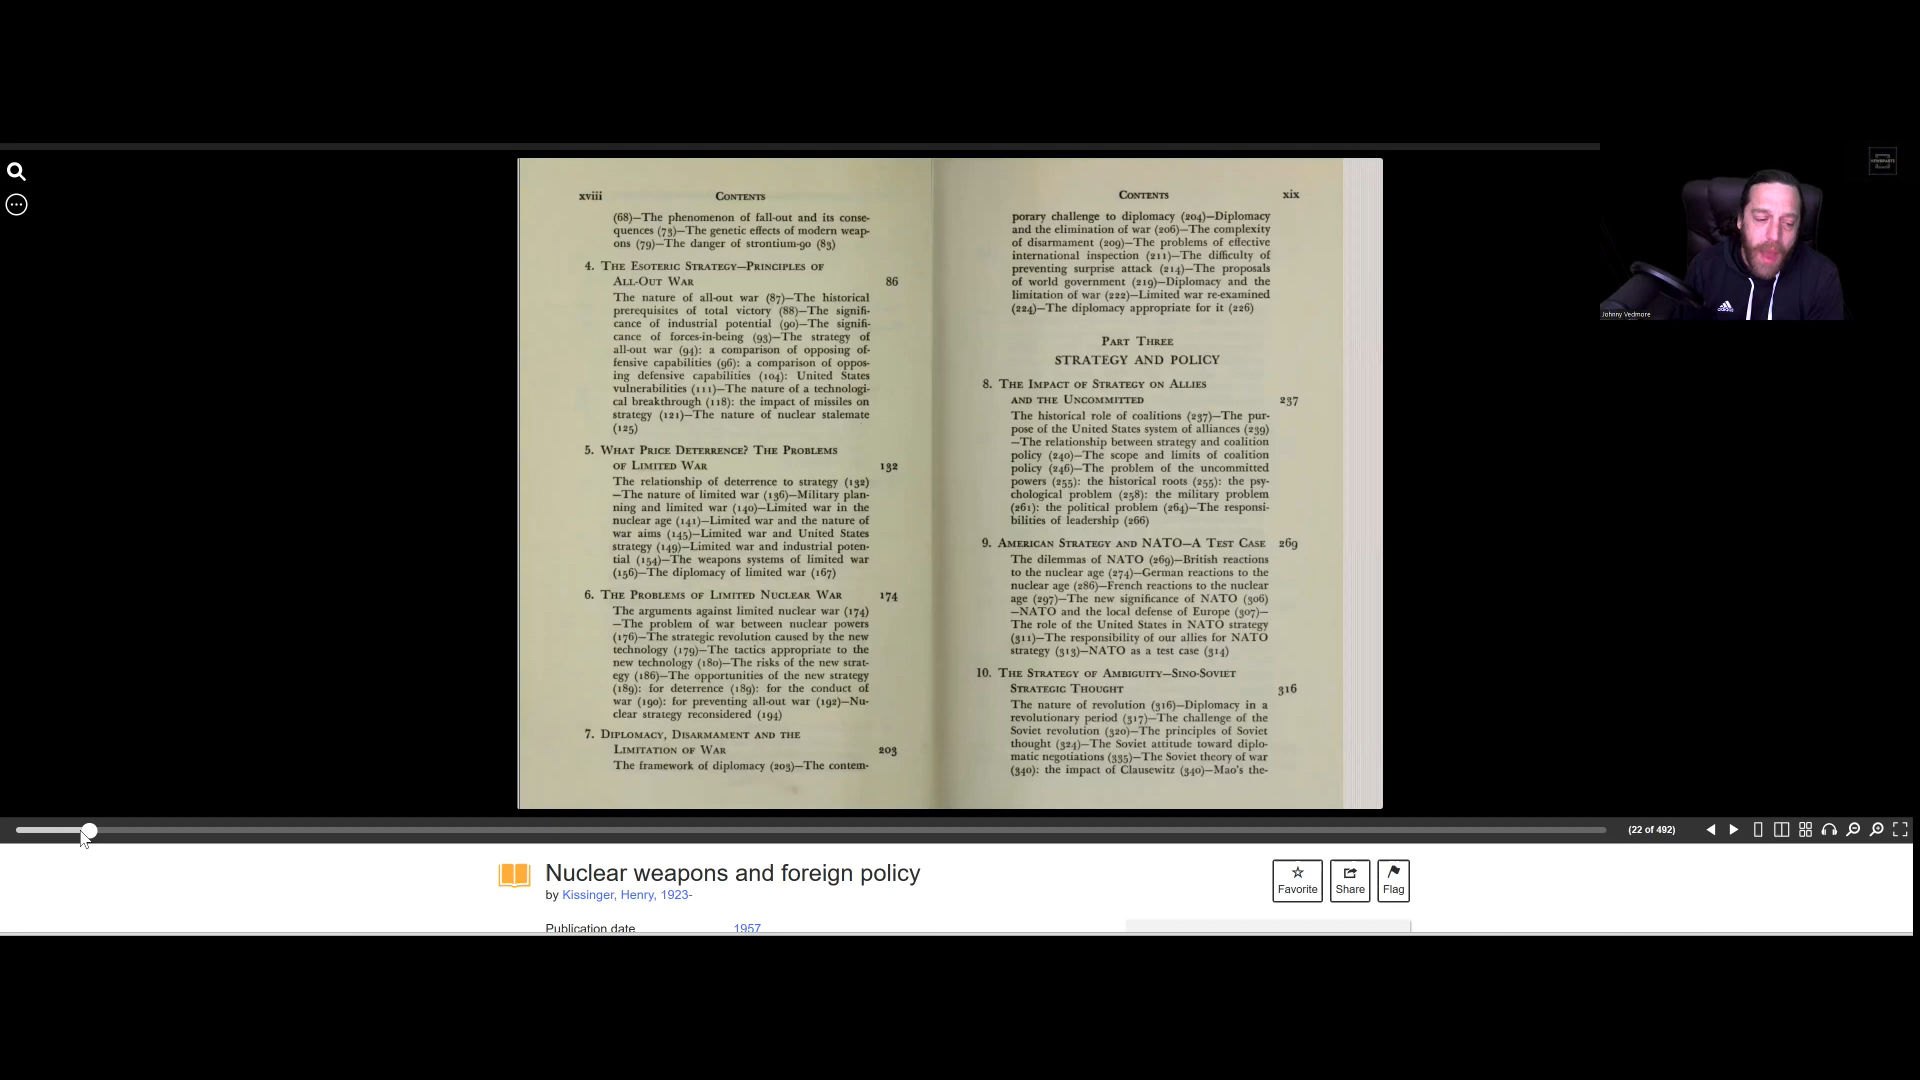 xviii CONTENTS
(68)—The phenomenon of fall-out and its conse-
quences (73)—The genetic effects of modern weap-
ons (79)—The danger of strontium-90 (83)
4. THE ESOTERIC STRATEGY—PRINCIPLES OF
ALL-OUT WAR 86
The nature of all-out war (87)—The historical
prerequisites of total victory (88)—The signifi-
cance of industrial potential (90)—The signifi-
cance of forces-in-being (93)—The strategy of
all-out war (94): a comparison of opposing of-
fensive capabilities (96): a comparison of oppos-
ing defensive capabilities (104): United States
vulnerabilities (111)—The nature of a technologi-
cal breakthrough (118): the impact of missiles on
strategy (121)—The nature of nuclear stalemate
(125)
5. WHAT PRICE DETERRENCE? THE PROBLEMS
OF LIMITED WAR 132
The relationship of deterrence to strategy (132)
—The nature of limited war (136)—Military plan-
ning and limited war (140)—Limited war in the
nuclear age (141)—Limited war and the nature of
war aims (145)—Limited war and United States
strategy (149)—Limited war and industrial poten-
tial (154)—The weapons systems of limited war
(156)—The diplomacy of limited war (167)
6. THE PROBLEMS OF LIMITED NUCLEAR WAR 174
The arguments against limited nuclear war (174)
—The problem of war between nuclear powers
(176)—The strategic revolution caused by the new
technology (179)—The tactics appropriate to the
new technology (180)—The risks of the new strat-
egy (186)—The opportunities of the new strategy
(189): for deterrence (189): for the conduct of
war (190): for preventing all-out war (192)—Nu-
clear strategy reconsidered (194)
7. DIPLOMACY, DISARMAMENT AND THE
LIMITATION OF WAR 203
The framework of diplomacy (203)—The contem-
CONTENTS xix
porary challenge to diplomacy (204)—Diplomacy
and the elimination of war (206)—The complexity
of disarmament (209)—The problems of effective
international inspection (211)—The difficulty of
preventing surprise attack (214)—The proposals
of world government (219)—Diplomacy and the
limitation of war (222)—Limited war re-examined
(224)—The diplomacy appropriate for it (226)
PART THREE
STRATEGY AND POLICY
8. THE IMPACT OF STRATEGY ON ALLIES
AND THE UNCOMMITTED 237
The historical role of coalitions (237)—The pur-
pose of the United States system of alliances (239)
—The relationship between strategy and coalition
policy (240)—The scope and limits of coalition
policy (246)—The problem of the uncommitted
powers (255): the historical roots (255): the psy-
chological problem (258): the military problem
(261): the political problem (264)—The responsi-
bilities of leadership (266)
9. AMERICAN STRATEGY AND NATO—A TEST CASE 269
The dilemmas of NATO (269)—British reactions
to the nuclear age (274)—German reactions to the
nuclear age (286)—French reactions to the nuclear
age (297)—The new significance of NATO (306)
—NATO and the local defense of Europe (307)—
The role of the United States in NATO strategy
(311)—The responsibility of our allies for NATO
strategy (313)—NATO as a test case (314)
10. THE STRATEGY OF AMBIGUITY—SINO-SOVIET
STRATEGIC THOUGHT 316
The nature of revolution (316)—Diplomacy in a
revolutionary period (317)—The challenge of the
Soviet revolution (320)—The principles of Soviet
thought (324)—The Soviet attitude toward diplo-
matic negotiations (335)—The Soviet theory of war
(340): the impact of Clausewitz (340)—Mao's the-
Johnny Vedmore
(22 of 492)
Nuclear weapons and foreign policy
by Kissinger, Henry, 1923-
Favorite
Share
Flag
Publication date 1957